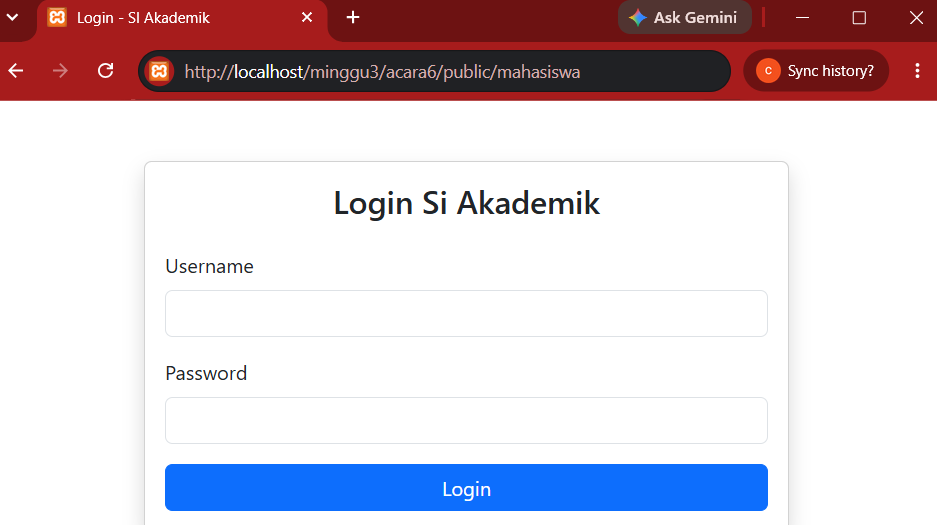 Login - SI Akademik
Ask Gemini
http://localhost/minggu3/acara6/public/mahasiswa
c
Sync history?
Login Si Akademik
Username
Password
Login